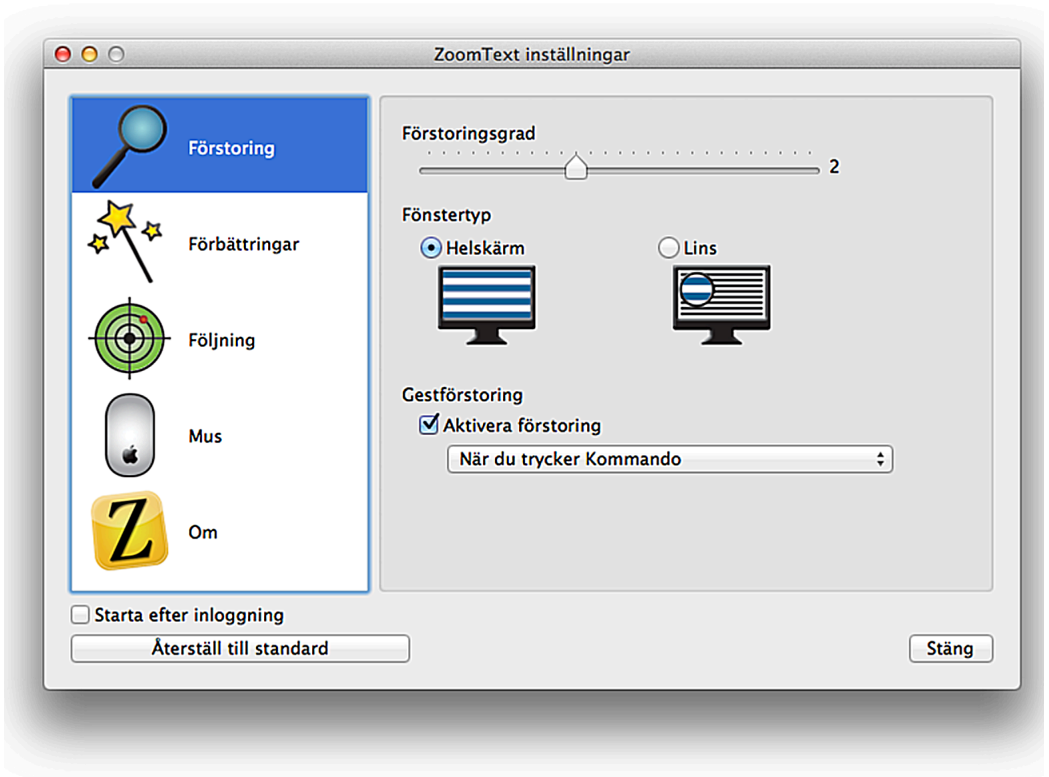 ZoomText inställningar
Förstoring
Förbättringar
Följning
Mus
Z
Om
Förstoringsgrad
2
Fönstertyp
Helskärm
Lins
Gestförstoring
Aktivera förstoring
När du trycker Kommando
Starta efter inloggning
Återställ till standard
Stäng